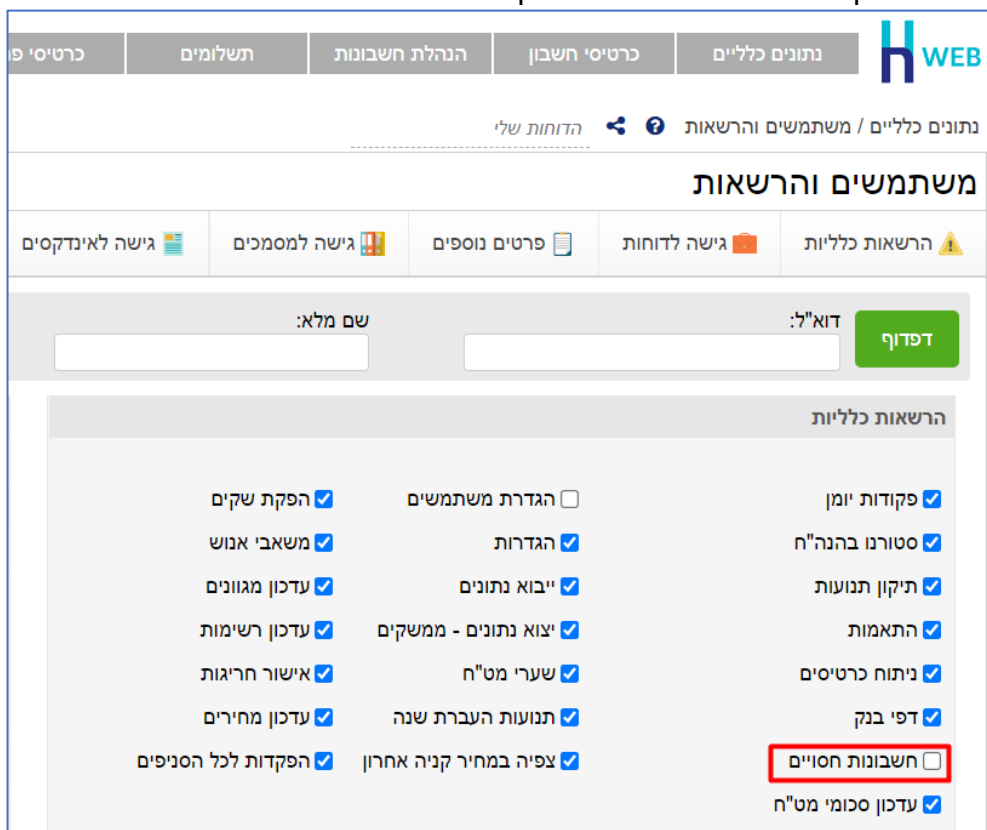 WEB נתונים כלליים כרטיסי חשבון הנהלת חשבונות תשלומים כרטיסי
נתונים כלליים / משתמשים והרשאות הדוחות שלי
משתמשים והרשאות
הרשאות כלליות גישה לדוחות פרטים נוספים גישה למסמכים גישה לאינדקסים
דפדוף דוא"ל: שם מלא:
הרשאות כלליות
פקודות יומן הגדרת משתמשים הפקת שקים
סטורנו בהנה"ח הגדרות משאבי אנוש
תיקון תנועות ייבוא נתונים עדכון מגוונים
התאמות יצוא נתונים - ממשקים עדכון רשימות
ניתוח כרטיסים שערי מט"ח אישור חריגות
דפי בנק תנועות העברת שנה עדכון מחירים
חשבונות חסויים צפיה במחיר קניה אחרון הפקדות לכל הסניפים
עדכון סכומי מט"ח